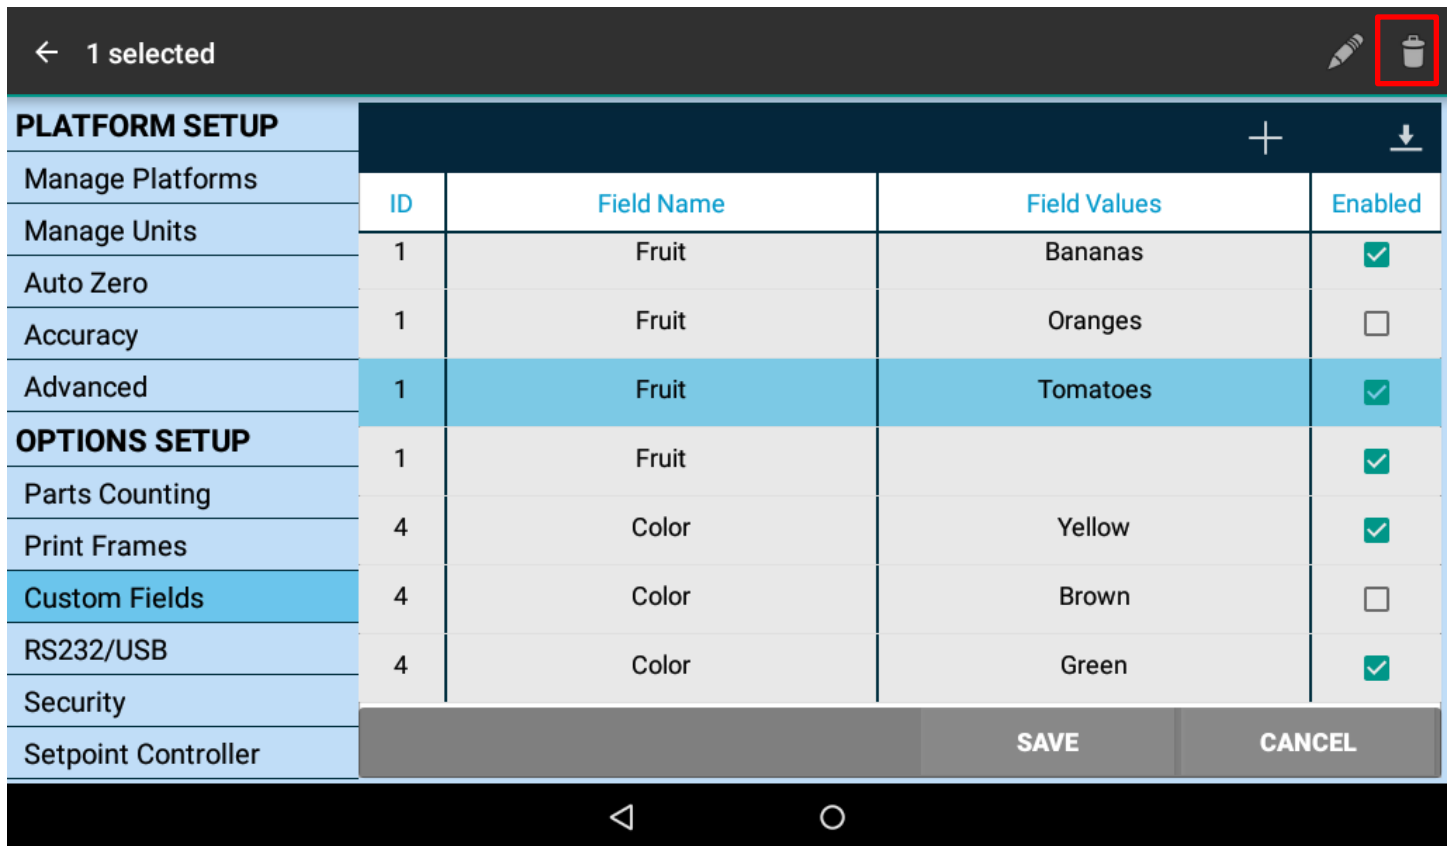 1 selected
PLATFORM SETUP
Manage Platforms
Manage Units
Auto Zero
Accuracy
Advanced
OPTIONS SETUP
Parts Counting
Print Frames
Custom Fields
RS232/USB
Security
Setpoint Controller
ID Field Name Field Values Enabled
1 Fruit Bananas
1 Fruit Oranges
1 Fruit Tomatoes
1 Fruit
4 Color Yellow
4 Color Brown
4 Color Green
SAVE CANCEL